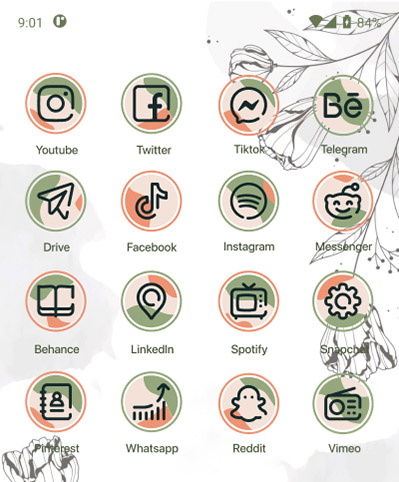 9:01 84%
Bē
Youtube Twitter Tiktok Telegram
Drive Facebook Instagram Messenger
Behance LinkedIn Spotify Snapchat
Pinterest Whatsapp Reddit Vimeo